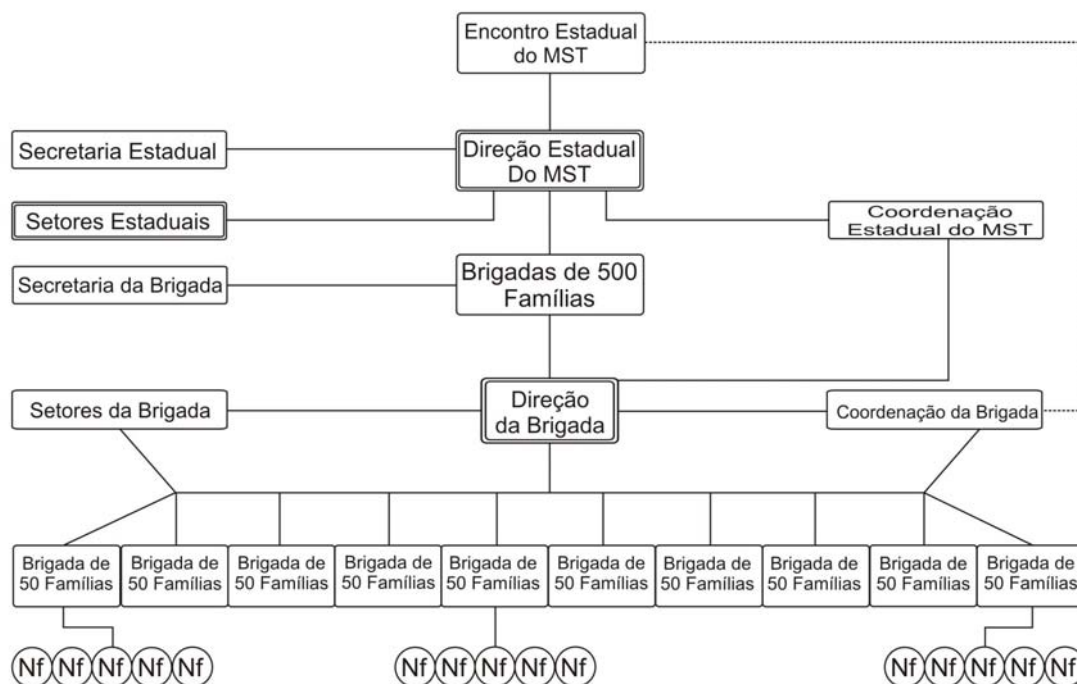 Encontro Estadual
do MST
Secretaria Estadual
Direção Estadual
Do MST
Setores Estaduais
Coordenação
Estadual do MST
Secretaria da Brigada
Brigadas de 500
Famílias
Setores da Brigada
Direção
da Brigada
Coordenação da Brigada
Brigada de
50 Famílias
Brigada de
50 Famílias
Brigada de
50 Famílias
Brigada de
50 Famílias
Brigada de
50 Famílias
Brigada de
50 Famílias
Brigada de
50 Famílias
Brigada de
50 Famílias
Brigada de
50 Famílias
Brigada de
50 Famílias
Nf Nf Nf Nf Nf
Nf Nf Nf Nf Nf
Nf Nf Nf Nf Nf